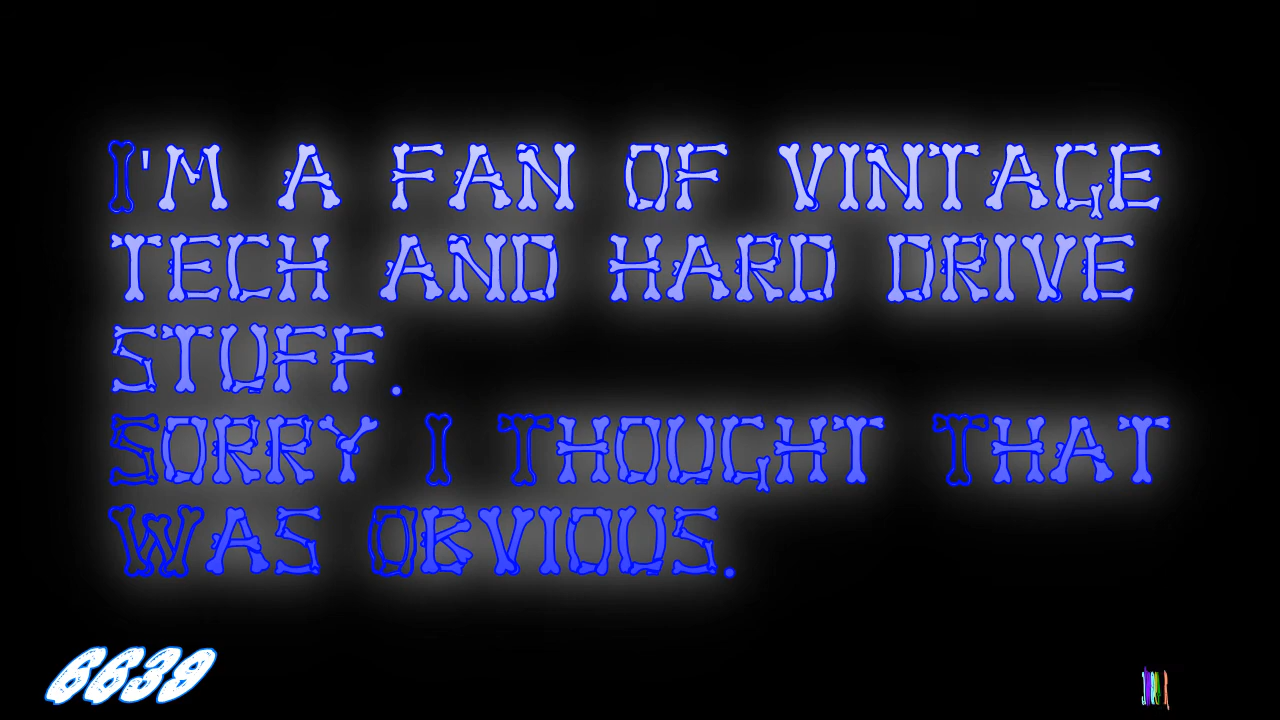 I'm a fan of vintage
tech and hard drive
stuff.
Sorry I Thought That
Was Obvious.
6639